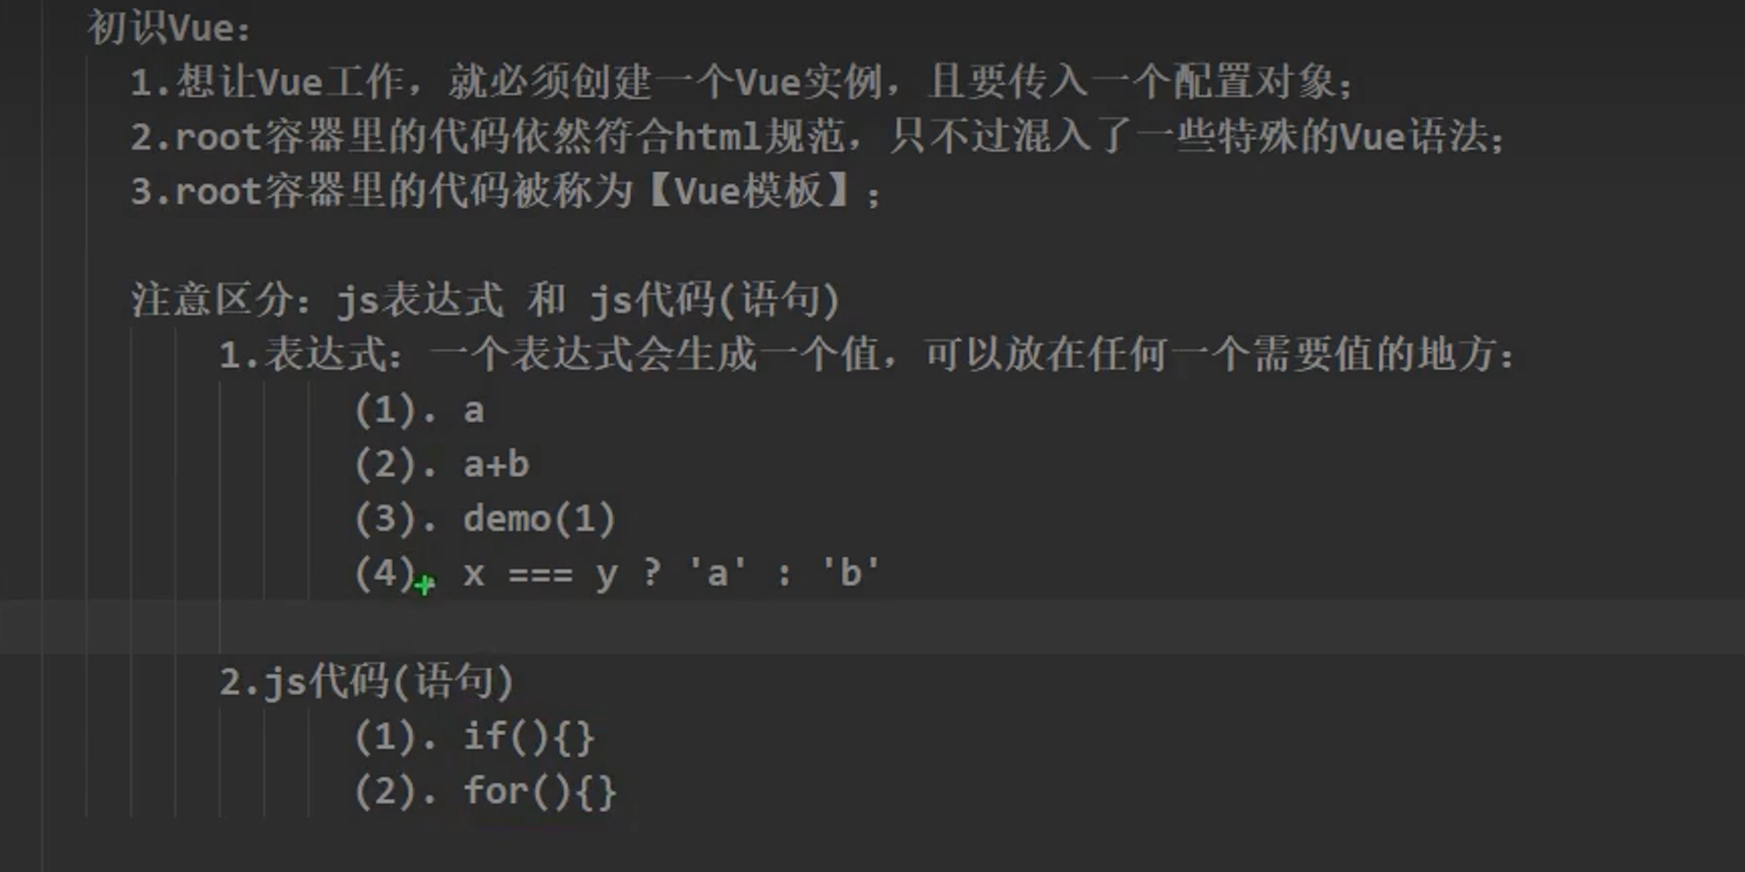 初识Vue：
1.想让Vue工作，就必须创建一个Vue实例，且要传入一个配置对象；
2.root容器里的代码依然符合html规范，只不过混入了一些特殊的Vue语法；
3.root容器里的代码被称为【Vue模板】；
注意区分：js表达式 和 js代码(语句)
1.表达式：一个表达式会生成一个值，可以放在任何一个需要值的地方：
(1). a
(2). a+b
(3). demo(1)
(4). x === y ? 'a' : 'b'
2.js代码(语句)
(1). if(){}
(2). for(){}